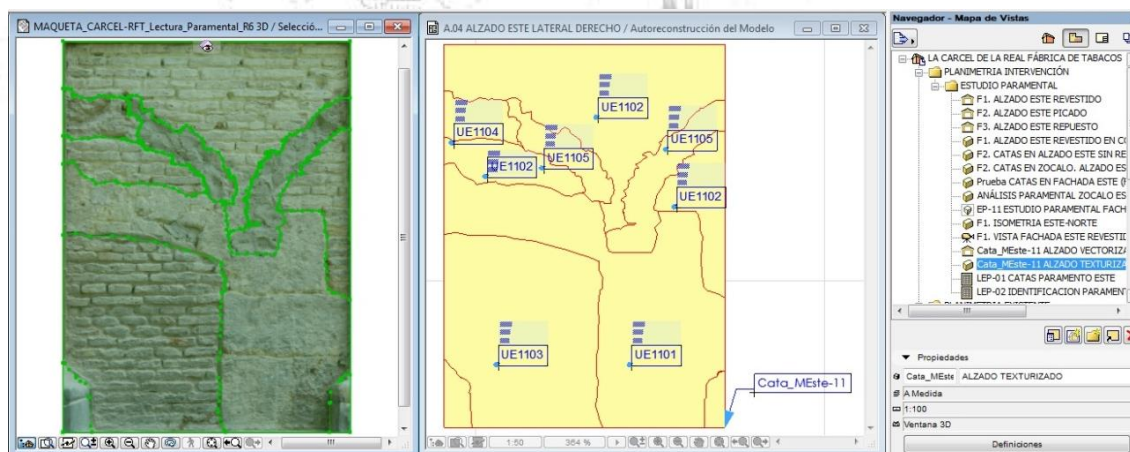 MAQUETA_CARCEL-RFT_Lectura_Paramental_R6 3D / Selecció...
A.04 ALZADO ESTE LATERAL DERECHO / Autoreconstrucción del Modelo
UE1102
UE1104
UE1105
UE1105
UE1102
UE1102
UE1103
UE1101
Cata_MEste-11
1:50
364 %
Navegador - Mapa de Vistas
LA CARCEL DE LA REAL FÁBRICA DE TABACOS
PLANIMETRIA INTERVENCIÓN
ESTUDIO PARAMENTAL
F1. ALZADO ESTE REVESTIDO
F2. ALZADO ESTE PICADO
F3. ALZADO ESTE REPUESTO
F1. ALZADO ESTE REVESTIDO EN CO
F2. CATAS EN ALZADO ESTE SIN RE
F2. CATAS EN ZOCALO. ALZADO ES
Prueba CATAS EN FACHADA ESTE (F
ANÁLISIS PARAMENTAL ZOCALO ES
EP-11 ESTUDIO PARAMENTAL FACH
F1. ISOMETRIA ESTE-NORTE
F1. VISTA FACHADA ESTE REVESTID
Cata_MEste-11 ALZADO VECTORIZA
Cata_MEste-11 ALZADO TEXTURIZA
LEP-01 CATAS PARAMENTO ESTE
LEP-02 IDENTIFICACION PARAMEN
PLANIMETRIA EXISTENTE
Propiedades
Cata_MEste ALZADO TEXTURIZADO
A Medida
1:100
Ventana 3D
Definiciones